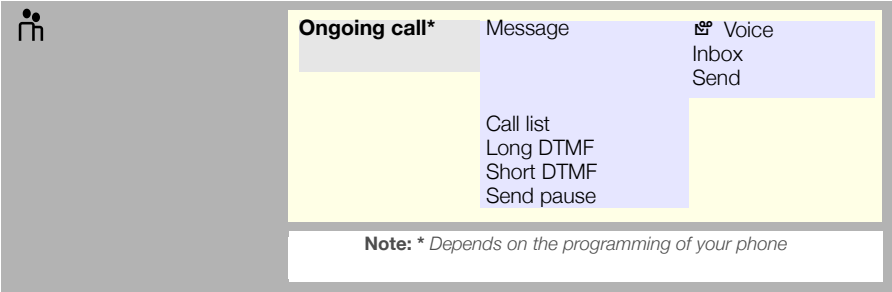 Ongoing call* Message Voice
Inbox
Send
Call list
Long DTMF
Short DTMF
Send pause
Note: * Depends on the programming of your phone